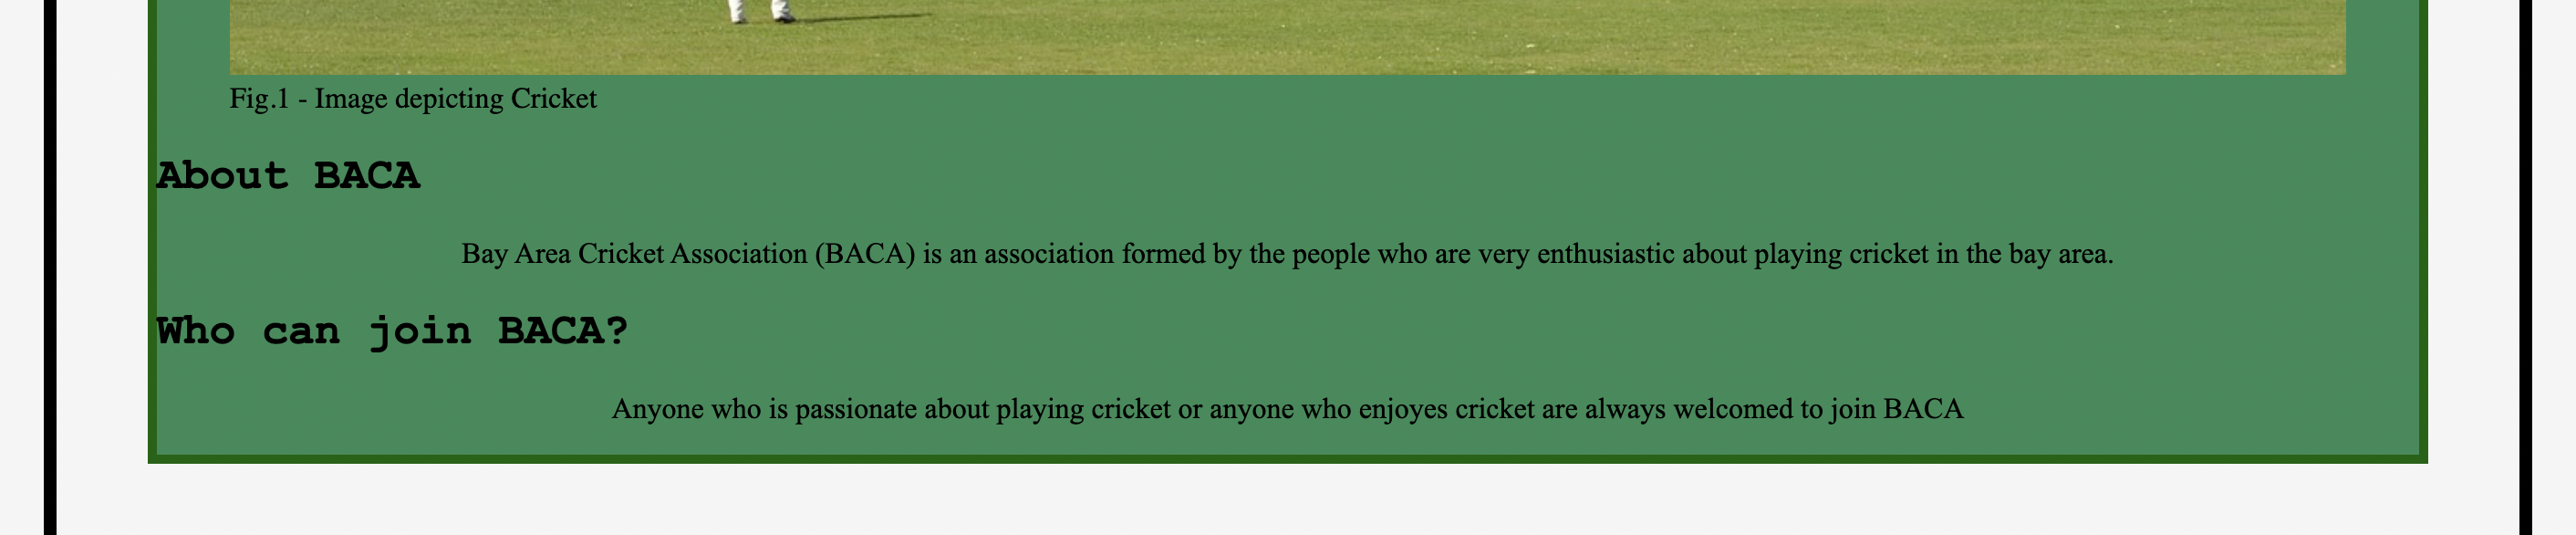 Fig.1 - Image depicting Cricket
About BACA
Bay Area Cricket Association (BACA) is an association formed by the people who are very enthusiastic about playing cricket in the bay area.
Who can join BACA?
Anyone who is passionate about playing cricket or anyone who enjoyes cricket are always welcomed to join BACA